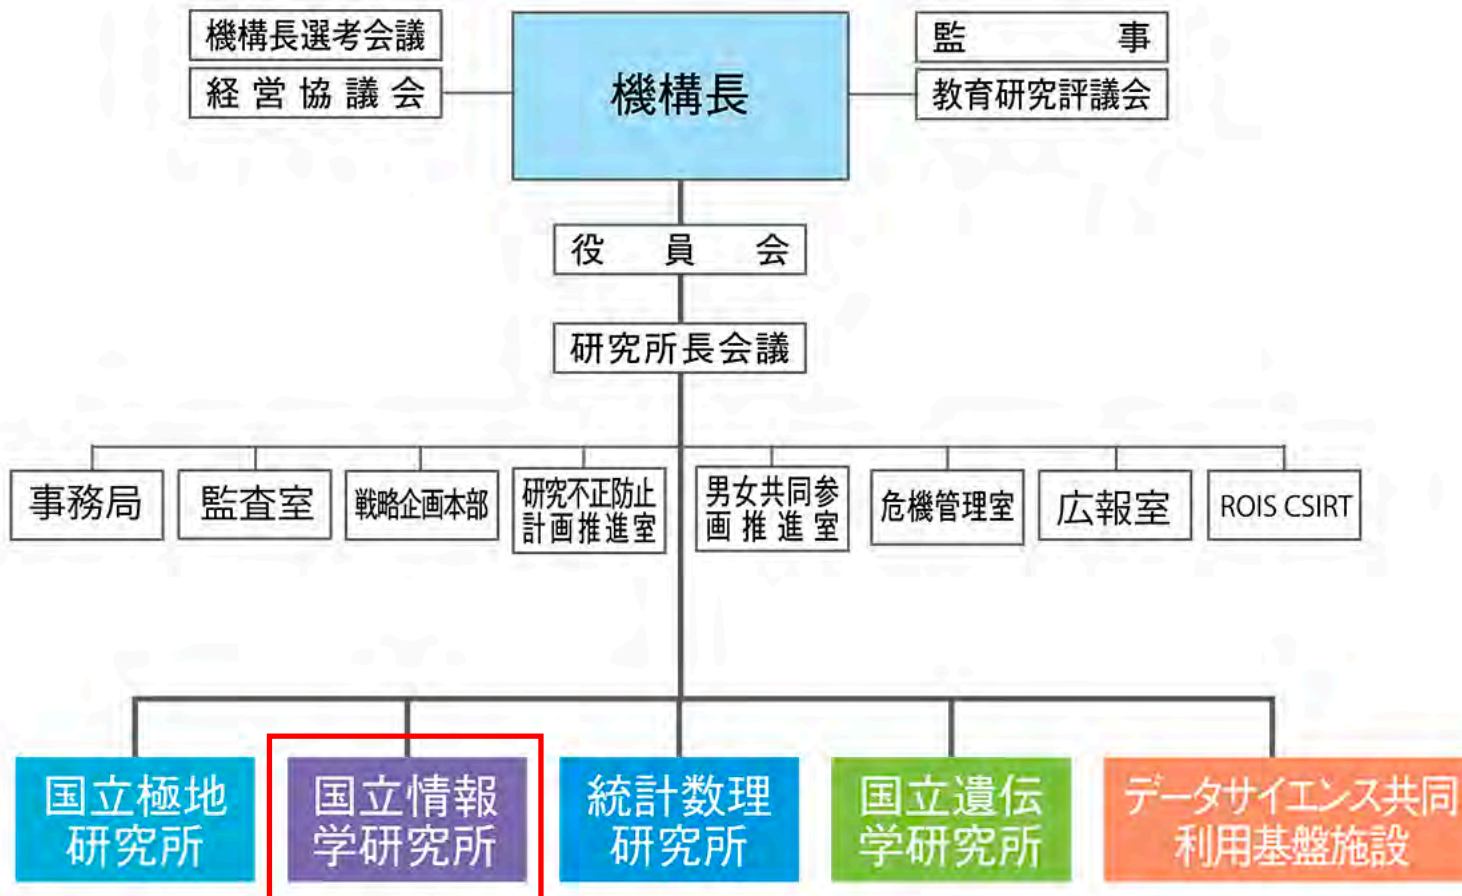 機構長選考会議
経営協議会
機構長
監事
教育研究評議会
役員会
研究所長会議
事務局
監査室
戦略企画本部
研究不正防止
計画推進室
男女共同参
画推進室
危機管理室
広報室
ROIS CSIRT
国立極地
研究所
国立情報
学研究所
統計数理
研究所
国立遺伝
学研究所
データサイエンス共同
利用基盤施設